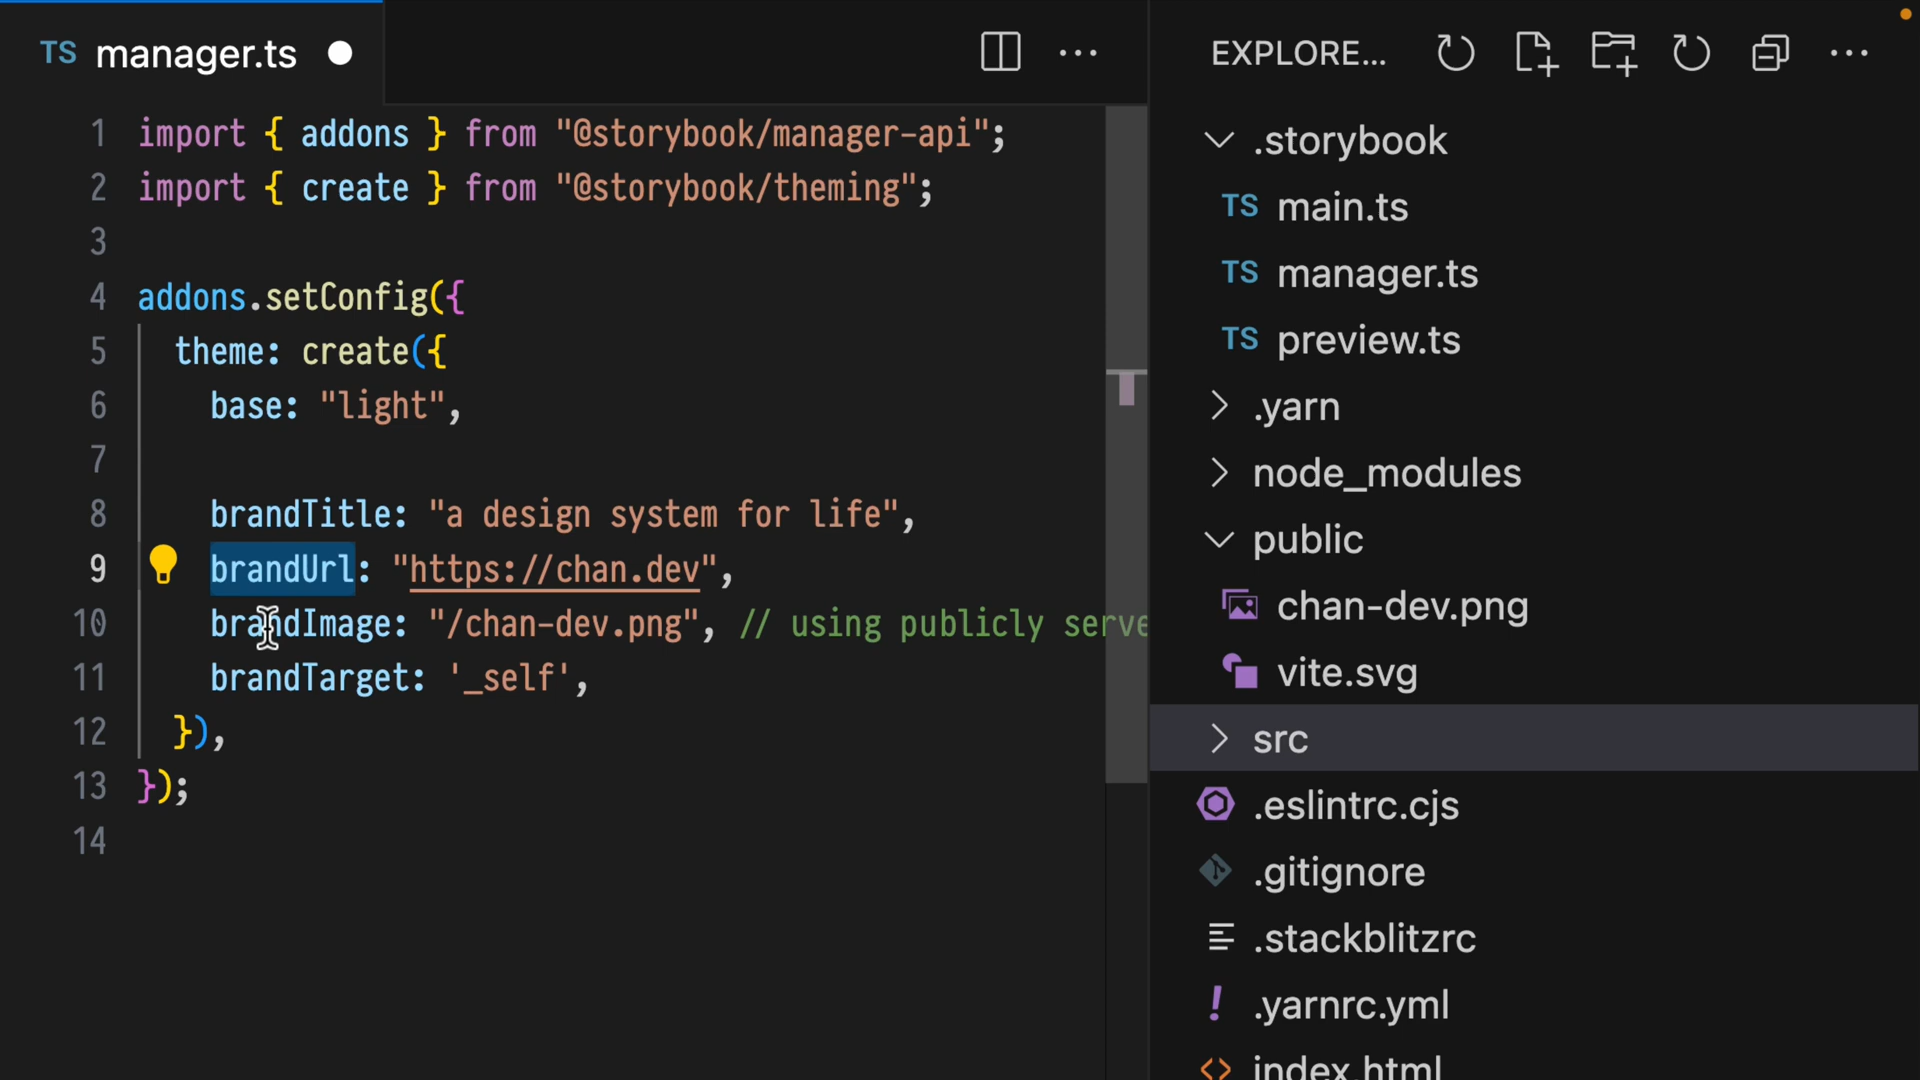 TS manager.ts
1 import { addons } from "@storybook/manager-api";
2 import { create } from "@storybook/theming";
3
4 addons.setConfig({
5 theme: create({
6 base: "light",
7
8 brandTitle: "a design system for life",
9 brandUrl: "https://chan.dev",
10 brandImage: "/chan-dev.png", // using publicly serve
11 brandTarget: '_self',
12 }),
13 });
14
EXPLORE...
.storybook
TS main.ts
TS manager.ts
TS preview.ts
.yarn
node_modules
public
chan-dev.png
vite.svg
src
.eslintrc.cjs
.gitignore
.stackblitzrc
! .yarnrc.yml
<> index.html